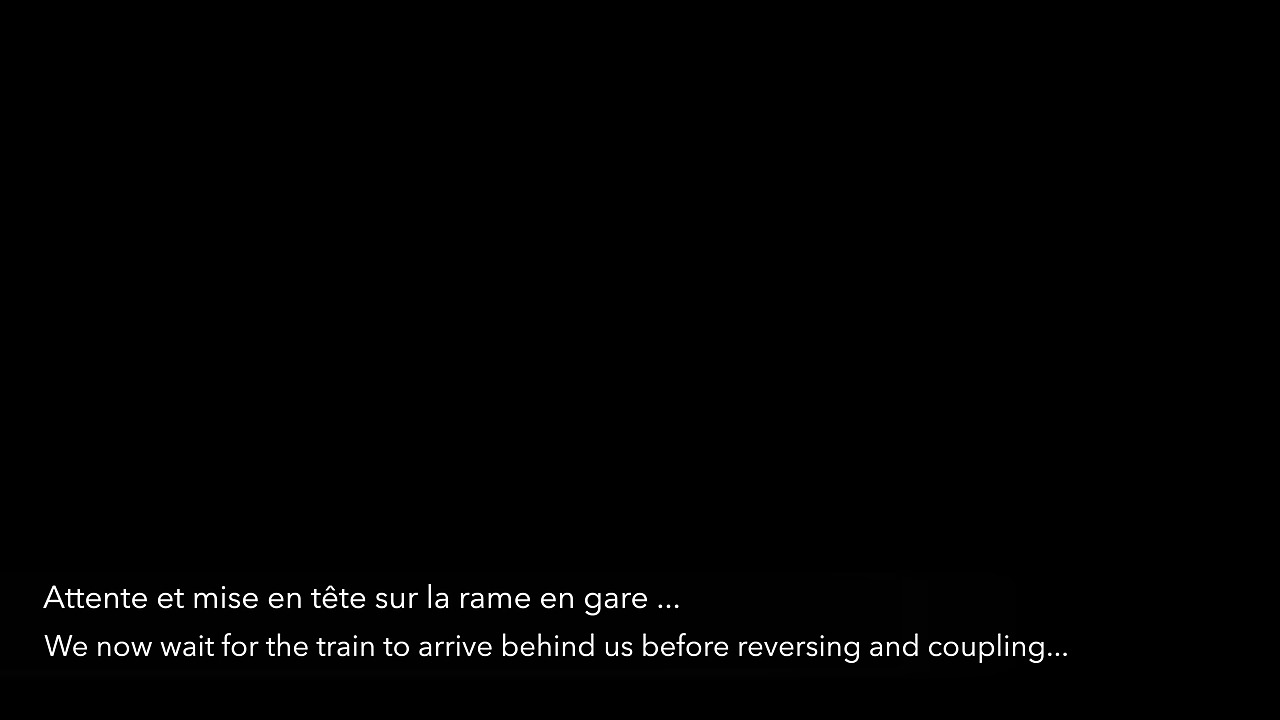 Attente et mise en tête sur la rame en gare ...
We now wait for the train to arrive behind us before reversing and coupling...